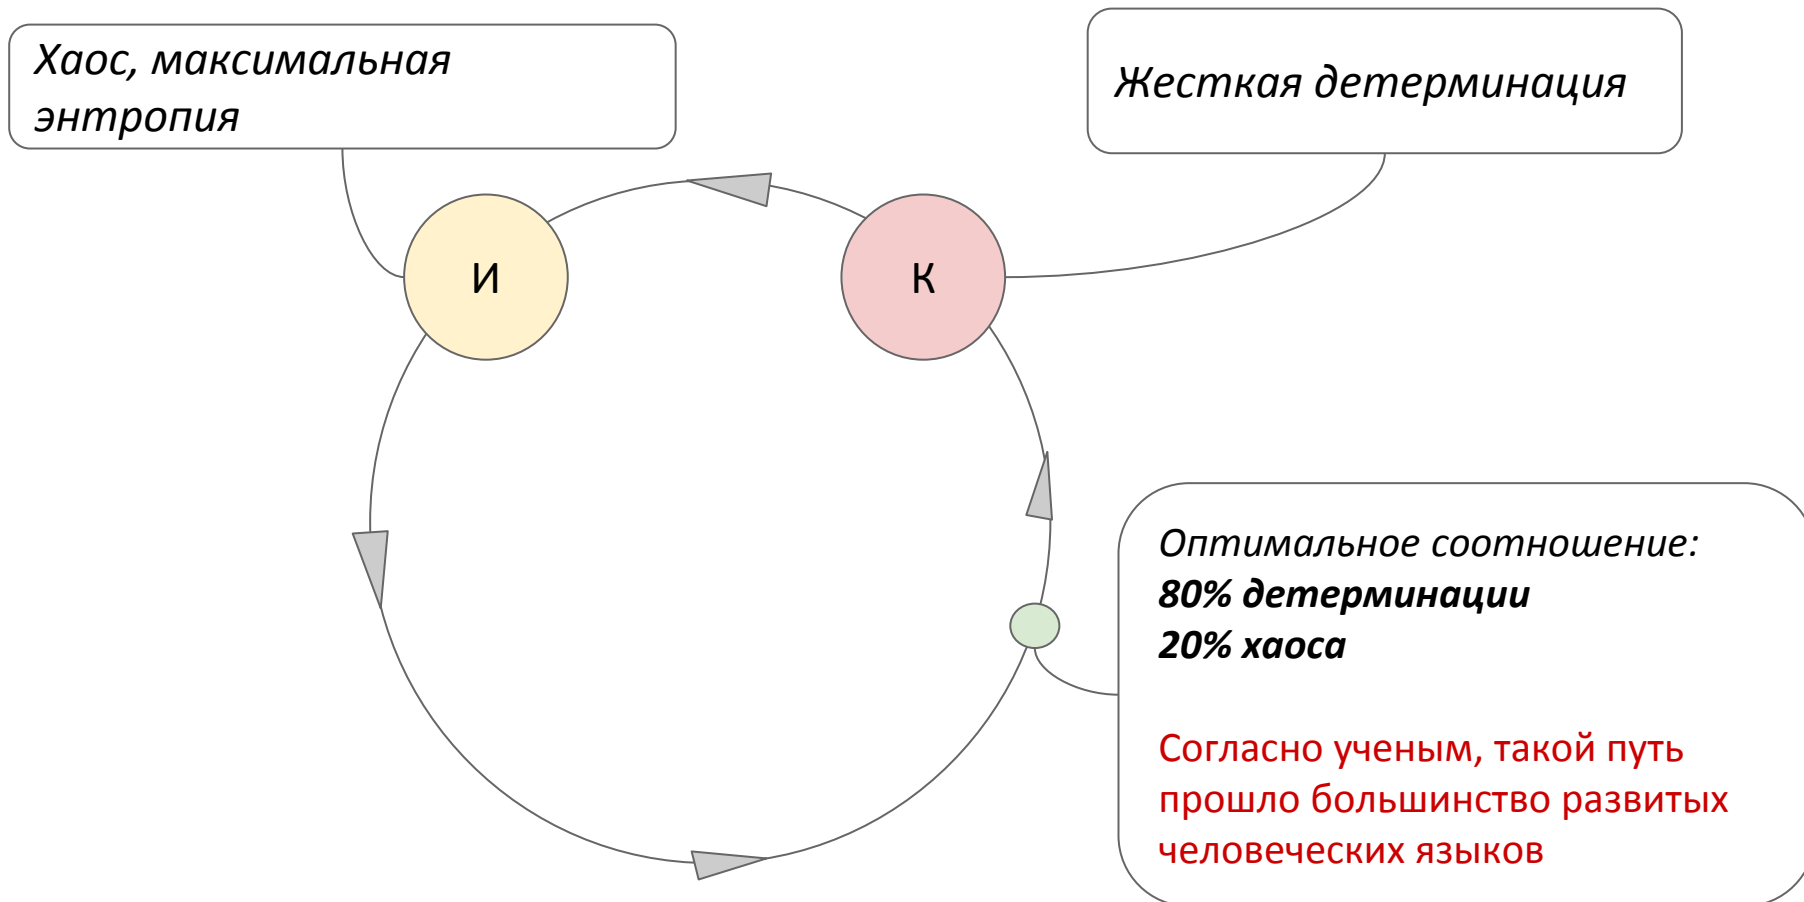 Хаос, максимальная
энтропия
Жесткая детерминация
И
К
Оптимальное соотношение:
80% детерминации
20% хаоса
Согласно ученым, такой путь
прошло большинство развитых
человеческих языков